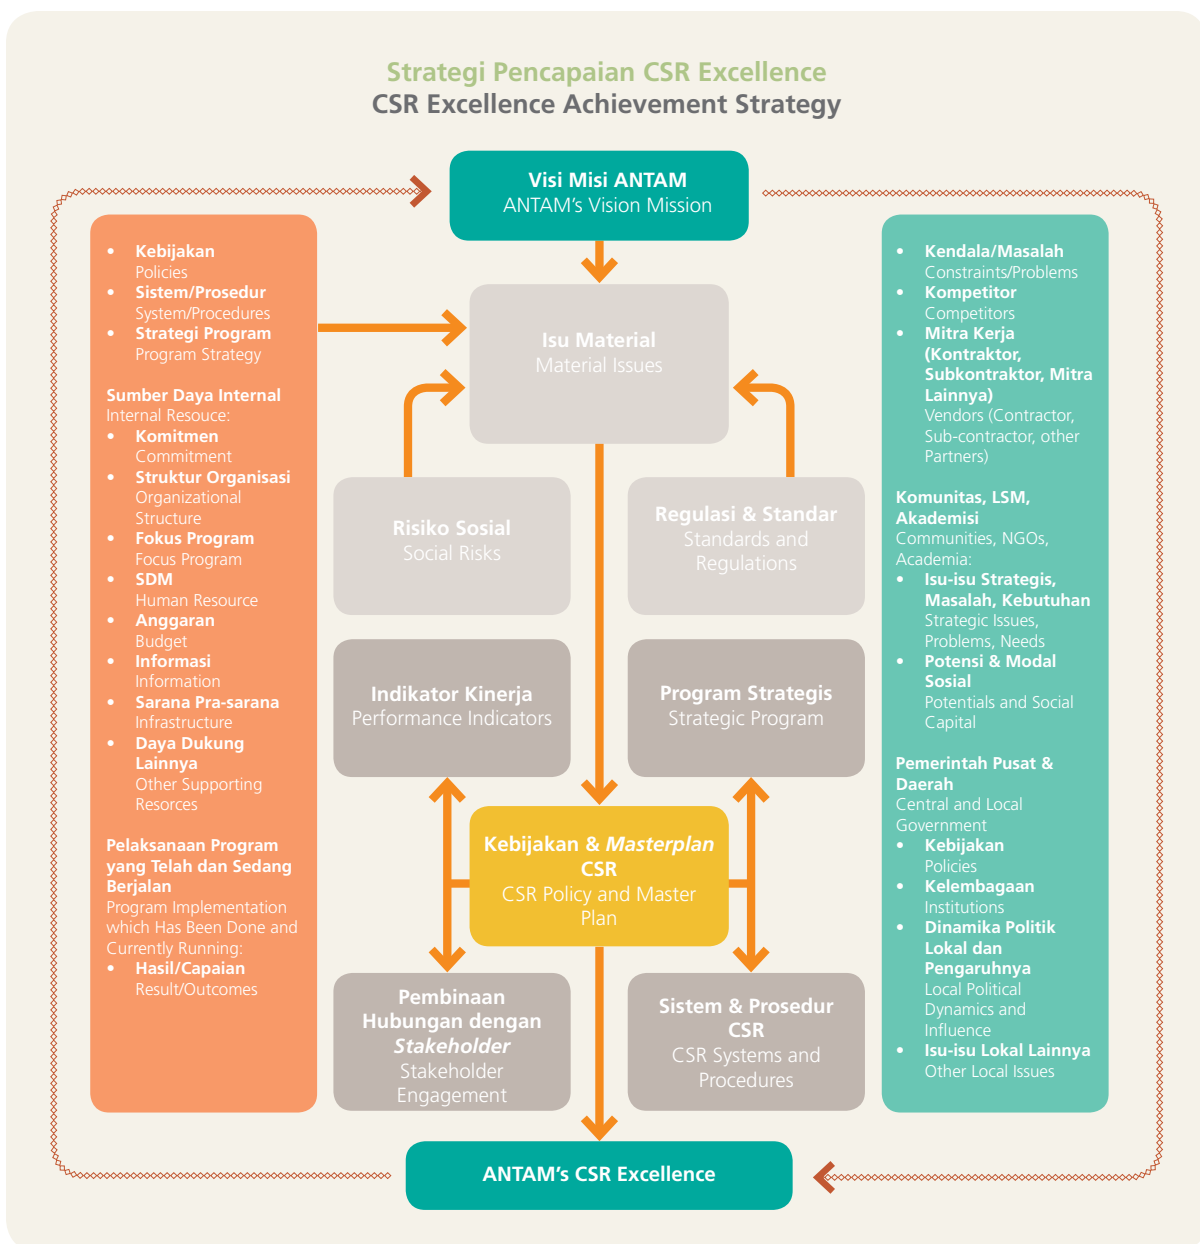 Strategi Pencapaian CSR Excellence
CSR Excellence Achievement Strategy
Visi Misi ANTAM
ANTAM's Vision Mission
• Kebijakan
Policies
• Sistem/Prosedur
System/Procedures
• Strategi Program
Program Strategy
Sumber Daya Internal
Internal Resouce:
• Komitmen
Commitment
• Struktur Organisasi
Organizational
Structure
• Fokus Program
Focus Program
• SDM
Human Resource
• Anggaran
Budget
• Informasi
Information
• Sarana Pra-sarana
Infrastructure
• Daya Dukung
Lainnya
Other Supporting
Resorces
Pelaksanaan Program
yang Telah dan Sedang
Berjalan
Program Implementation
which Has Been Done and
Currently Running:
• Hasil/Capaian
Result/Outcomes
Isu Material
Material Issues
Risiko Sosial
Social Risks
Regulasi & Standar
Standards and
Regulations
Indikator Kinerja
Performance Indicators
Program Strategis
Strategic Program
Kebijakan & Masterplan
CSR
CSR Policy and Master
Plan
Pembinaan
Hubungan dengan
Stakeholder
Stakeholder
Engagement
Sistem & Prosedur
CSR
CSR Systems and
Procedures
• Kendala/Masalah
Constraints/Problems
• Kompetitor
Competitors
• Mitra Kerja
(Kontraktor,
Subkontraktor, Mitra
Lainnya)
Vendors (Contractor,
Sub-contractor, other
Partners)
Komunitas, LSM,
Akademisi
Communities, NGOs,
Academia:
• Isu-isu Strategis,
Masalah, Kebutuhan
Strategic Issues,
Problems, Needs
• Potensi & Modal
Sosial
Potentials and Social
Capital
Pemerintah Pusat &
Daerah
Central and Local
Government
• Kebijakan
Policies
• Kelembagaan
Institutions
• Dinamika Politik
Lokal dan
Pengaruhnya
Local Political
Dynamics and
Influence
• Isu-isu Lokal Lainnya
Other Local Issues
ANTAM's CSR Excellence